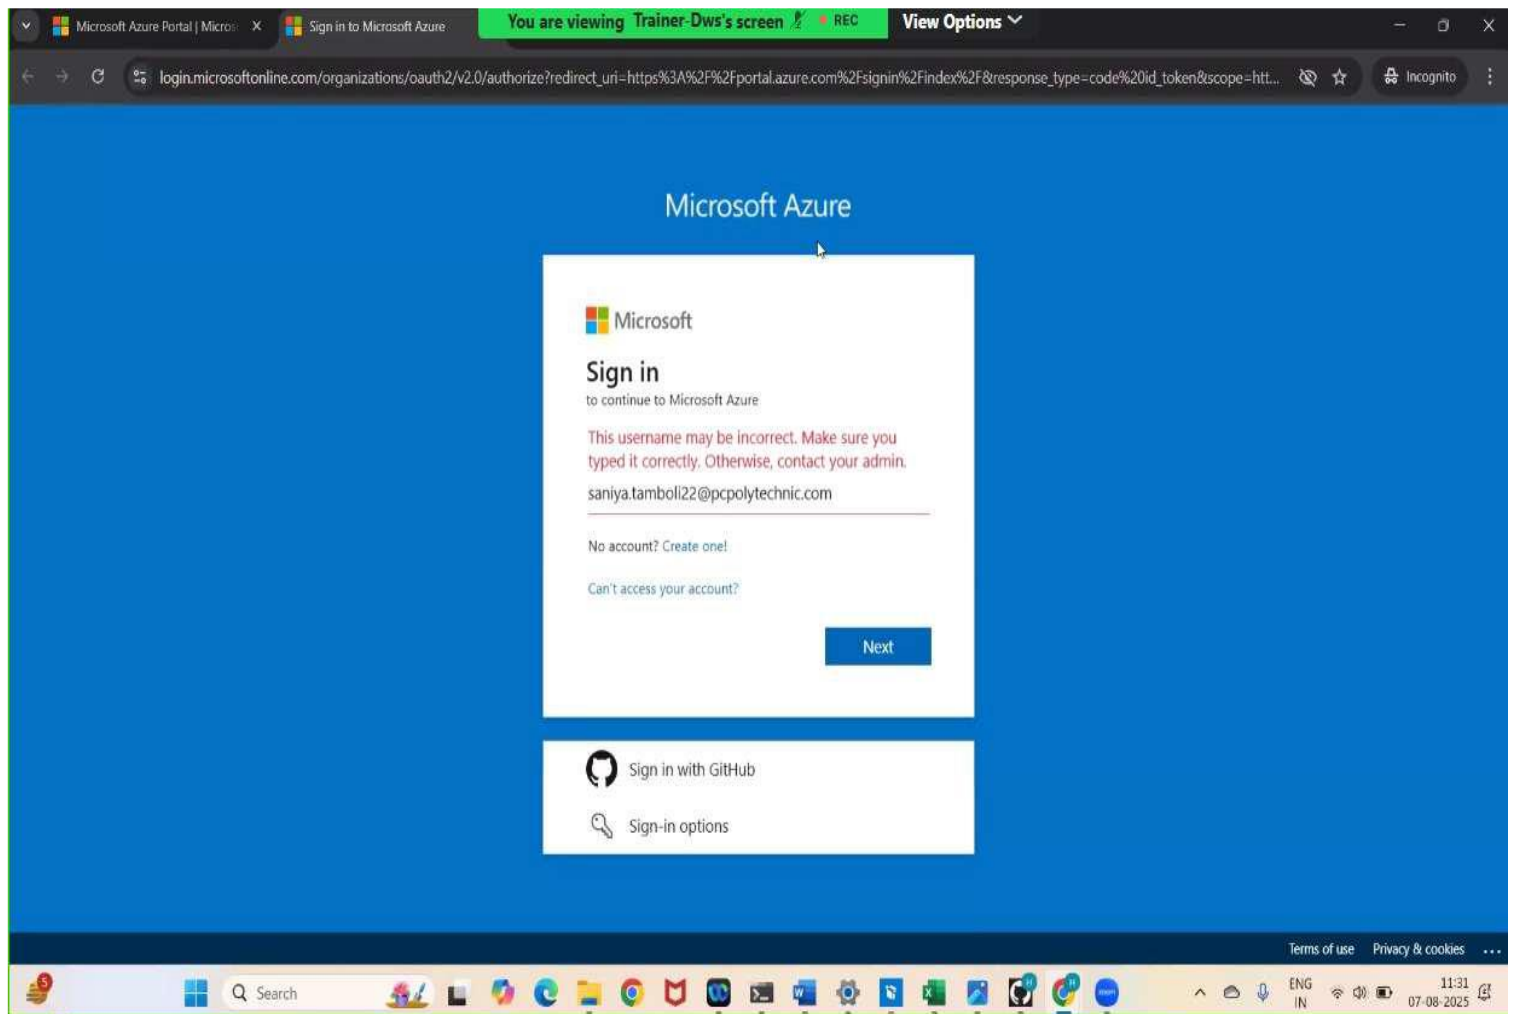 Microsoft Azure Portal | Micros
Sign in to Microsoft Azure
You are viewing Trainer-Dws's screen
REC
View Options
login.microsoftonline.com/organizations/oauth2/v2.0/authorize?redirect_uri=https%3A%2F%2Fportal.azure.com%2Fsignin%2Findex%2F&response_type=code%20id_token&scope=htt...
Incognito
Microsoft Azure
Microsoft
Sign in
to continue to Microsoft Azure
This username may be incorrect. Make sure you
typed it correctly. Otherwise, contact your admin.
saniya.tamboli22@pcpolytechnic.com
No account? Create one!
Can't access your account?
Next
Sign in with GitHub
Sign-in options
Terms of use
Privacy & cookies
...
5
Search
ENG
IN
11:31
07-08-2025